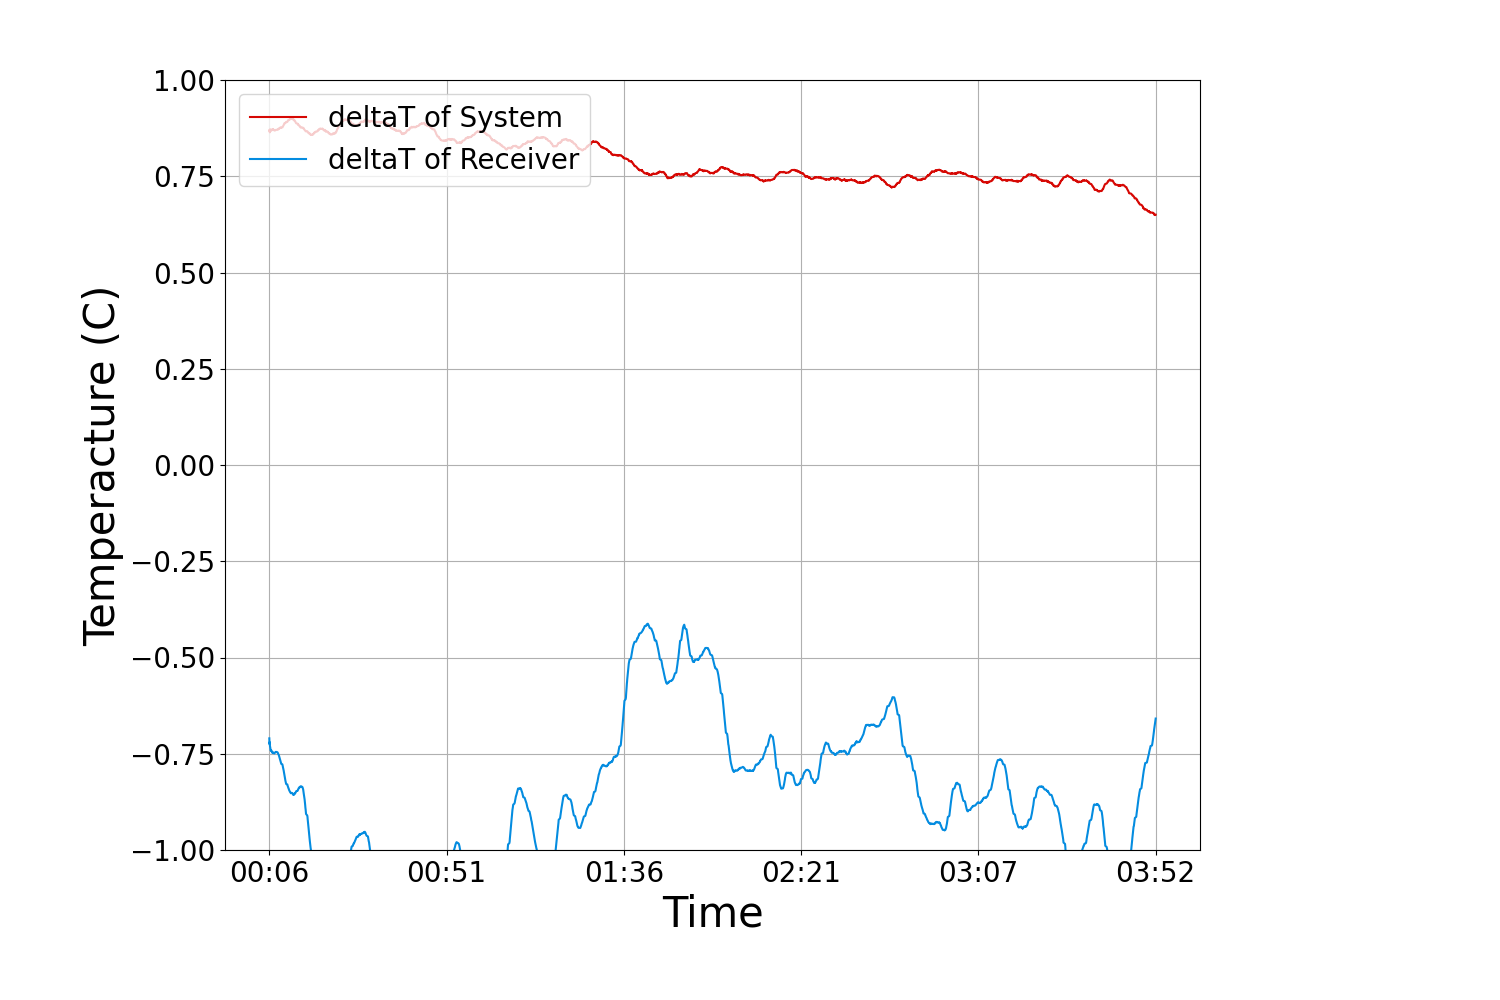 deltaT of System
deltaT of Receiver
1.00
0.75
0.50
0.25
0.00
−0.25
−0.50
−0.75
−1.00
Temperacture (C)
00:06 00:51 01:36 02:21 03:07 03:52
Time